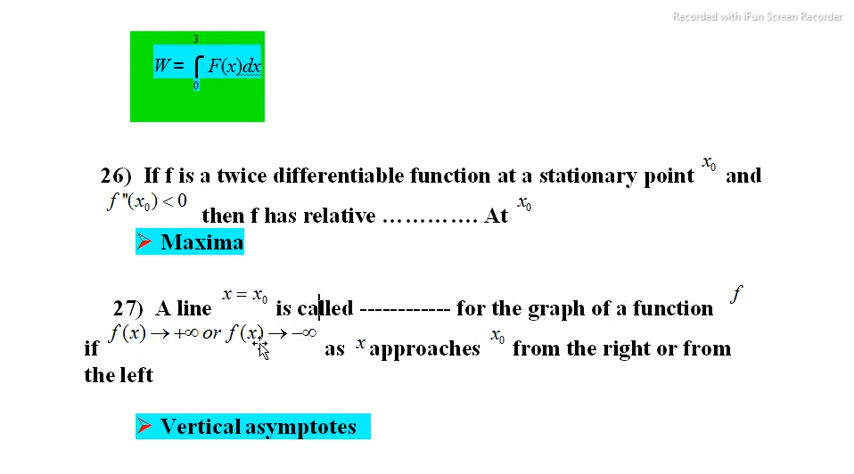 Recorded with iFun Screen Recorder
W = ∫₀³ F(x)dx
26) If f is a twice differentiable function at a stationary point x₀ and
f "(x₀) < 0 then f has relative …………. At x₀
➢ Maxima
27) A line x = x₀ is called ------------ for the graph of a function f
if f(x) → +∞ or f(x) → −∞ as x approaches x₀ from the right or from
the left
➢ Vertical asymptotes